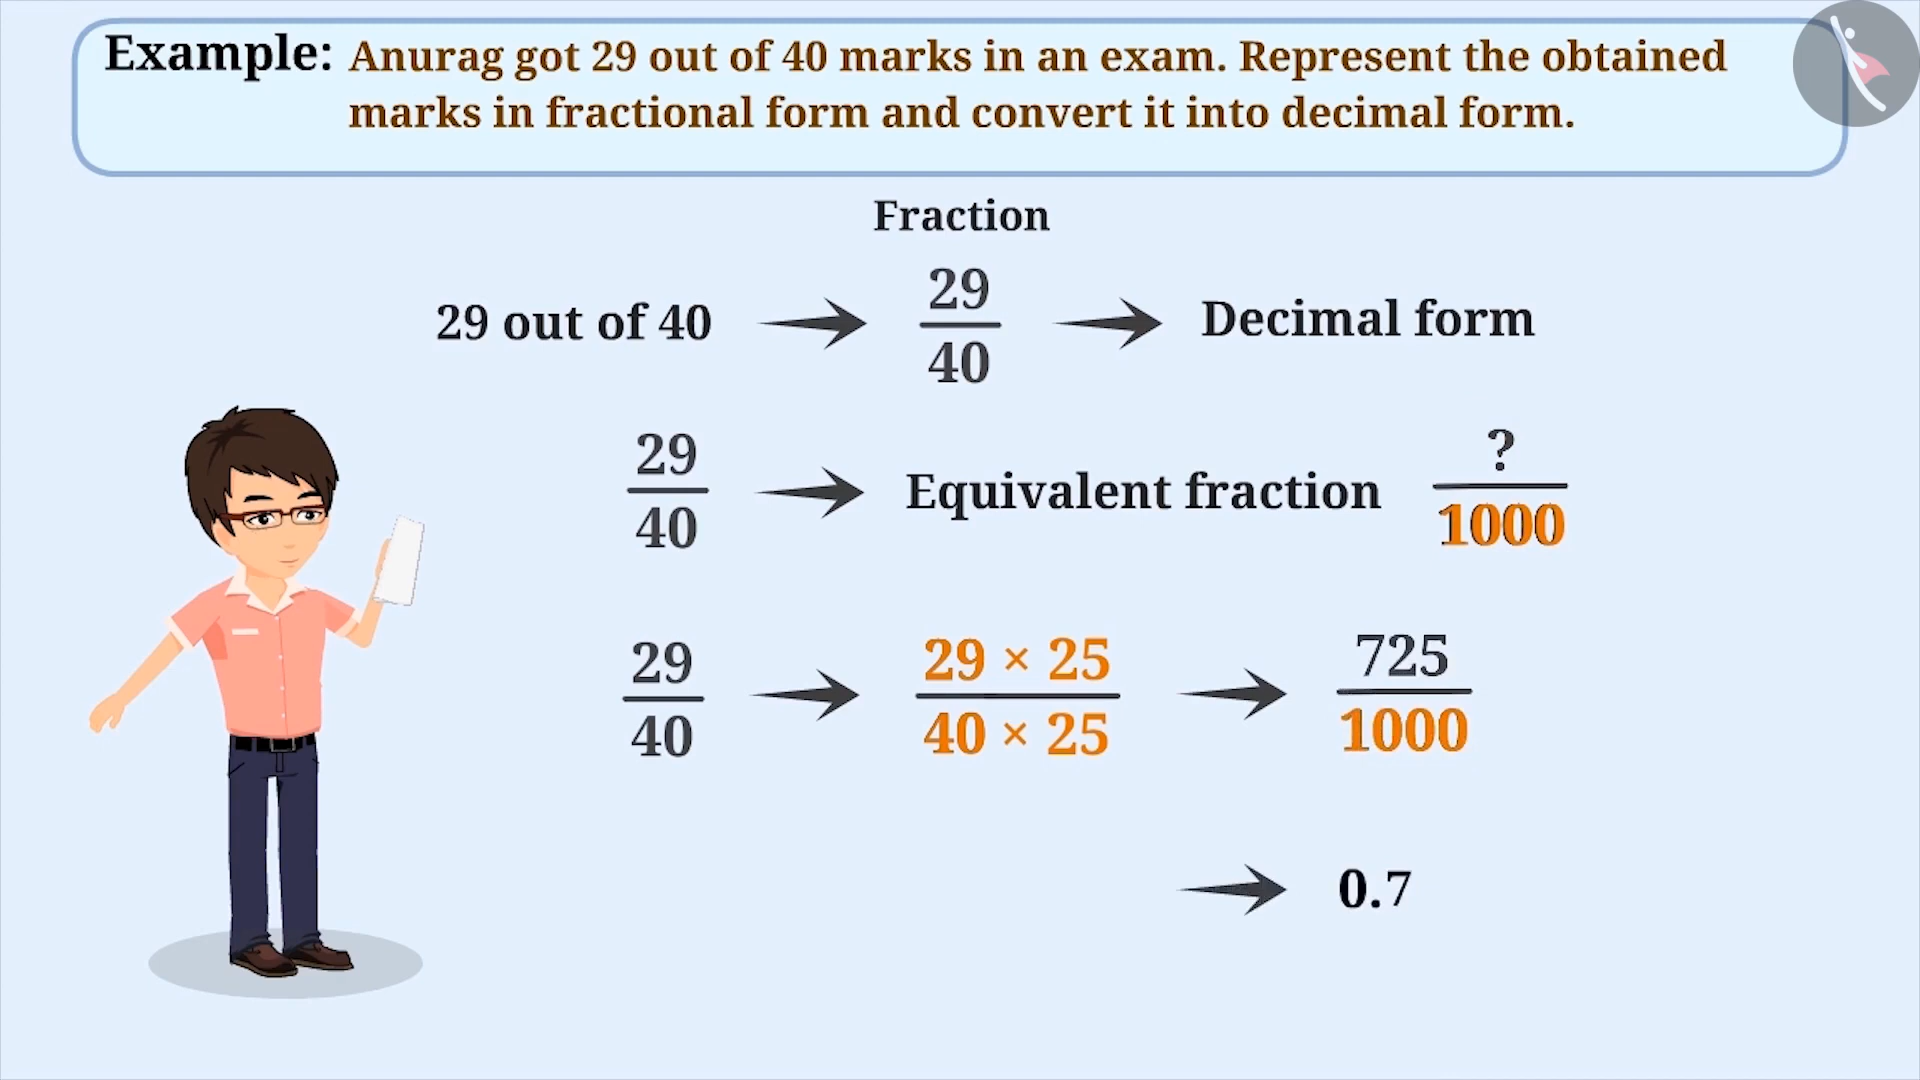 Example: Anurag got 29 out of 40 marks in an exam. Represent the obtained
marks in fractional form and convert it into decimal form.
Fraction
29 out of 40 → 29/40 → Decimal form
29/40 → Equivalent fraction ?/1000
29/40 → 29 × 25/40 × 25 → 725/1000
→ 0.7